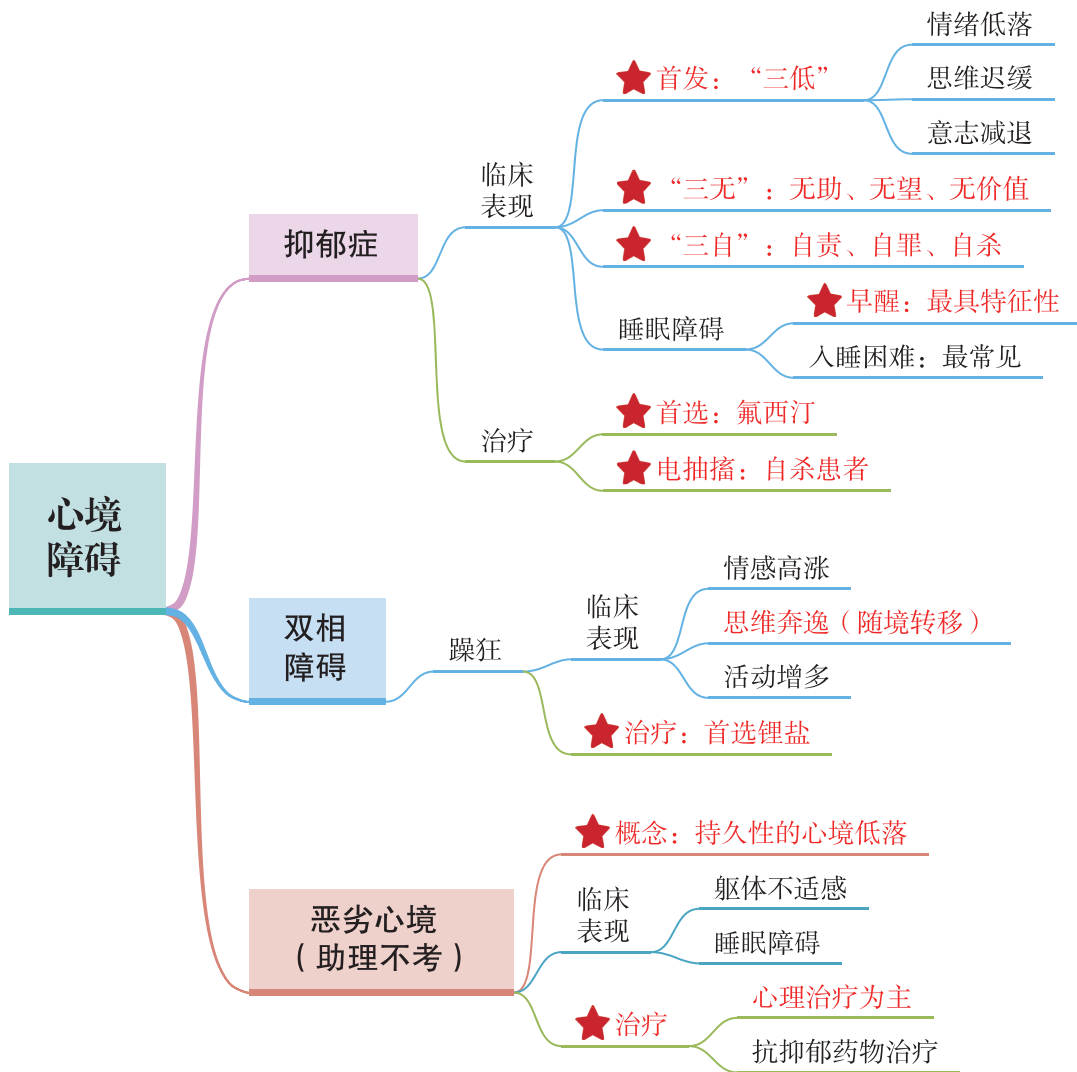 心境
障碍
抑郁症
临床
表现
首发：“三低”
情绪低落
思维迟缓
意志减退
“三无”：无助、无望、无价值
“三自”：自责、自罪、自杀
睡眠障碍
早醒：最具特征性
入睡困难：最常见
治疗
首选：氟西汀
电抽搐：自杀患者
双相
障碍
躁狂
临床
表现
情感高涨
思维奔逸（随境转移）
活动增多
治疗：首选锂盐
恶劣心境
（助理不考）
概念：持久性的心境低落
临床
表现
躯体不适感
睡眠障碍
治疗
心理治疗为主
抗抑郁药物治疗